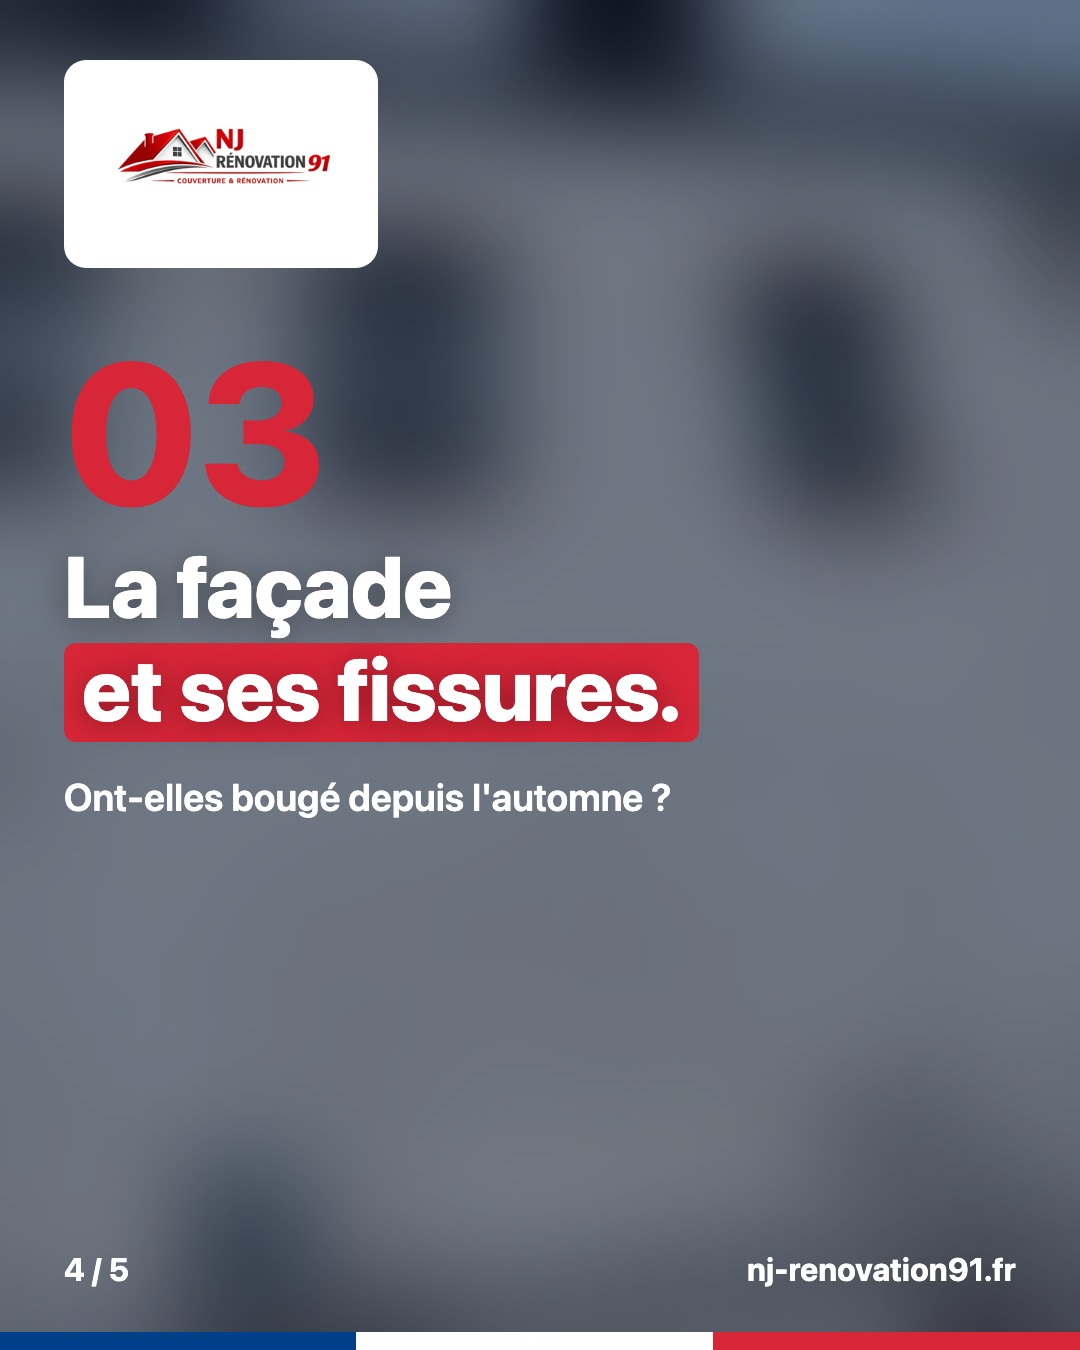 NJ
RÉNOVATION 91
COUVERTURE & RÉNOVATION
03
La façade
et ses fissures.
Ont-elles bougé depuis l'automne ?
4 / 5
nj-renovation91.fr